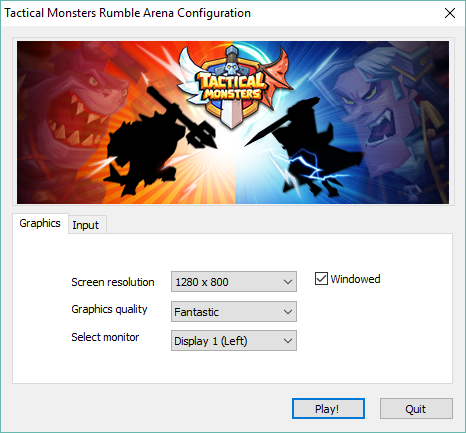 Tactical Monsters Rumble Arena Configuration
TACTICAL
MONSTERS
Graphics
Input
Screen resolution
1280 x 800
Windowed
Graphics quality
Fantastic
Select monitor
Display 1 (Left)
Play!
Quit